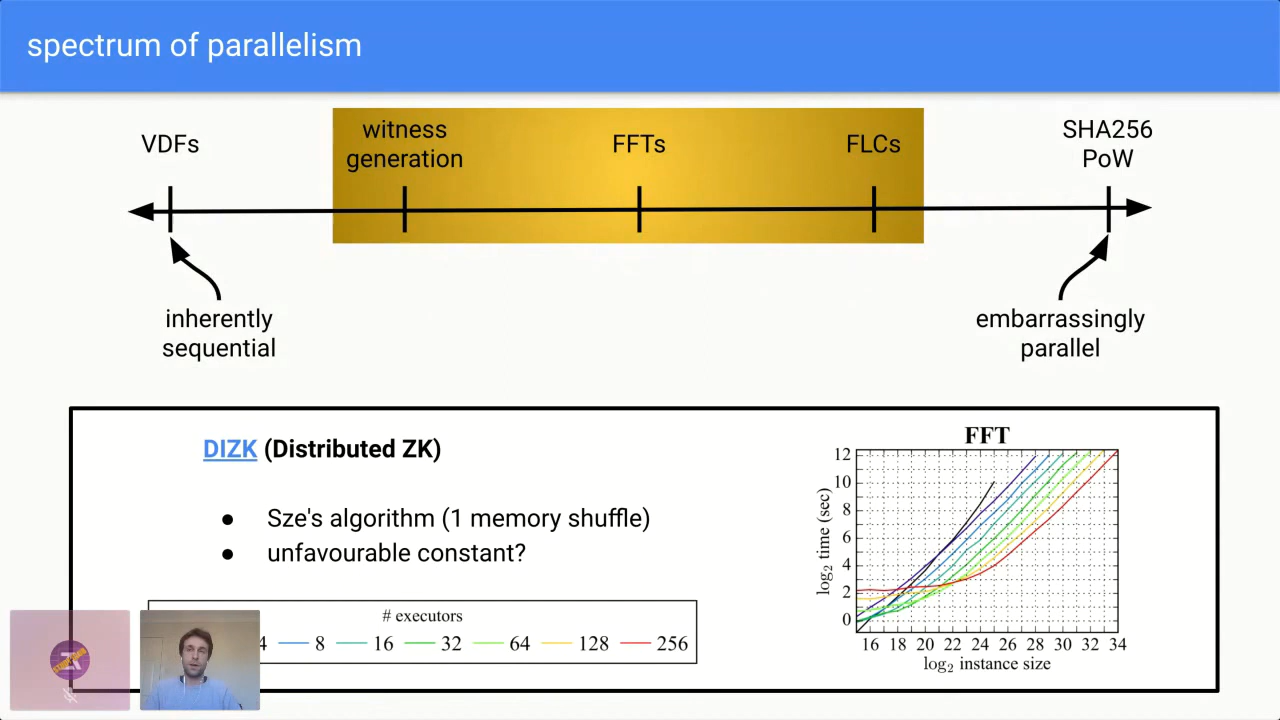 spectrum of parallelism
VDFs
witness
generation
FFTs
FLCs
SHA256
PoW
inherently
sequential
embarrassingly
parallel
DIZK (Distributed ZK)
● Sze's algorithm (1 memory shuffle)
● unfavourable constant?
# executors
4 8 16 32 64 128 256
FFT
log2 time (sec)
12
10
8
6
4
2
0
16 18 20 22 24 26 28 30 32 34
log2 instance size